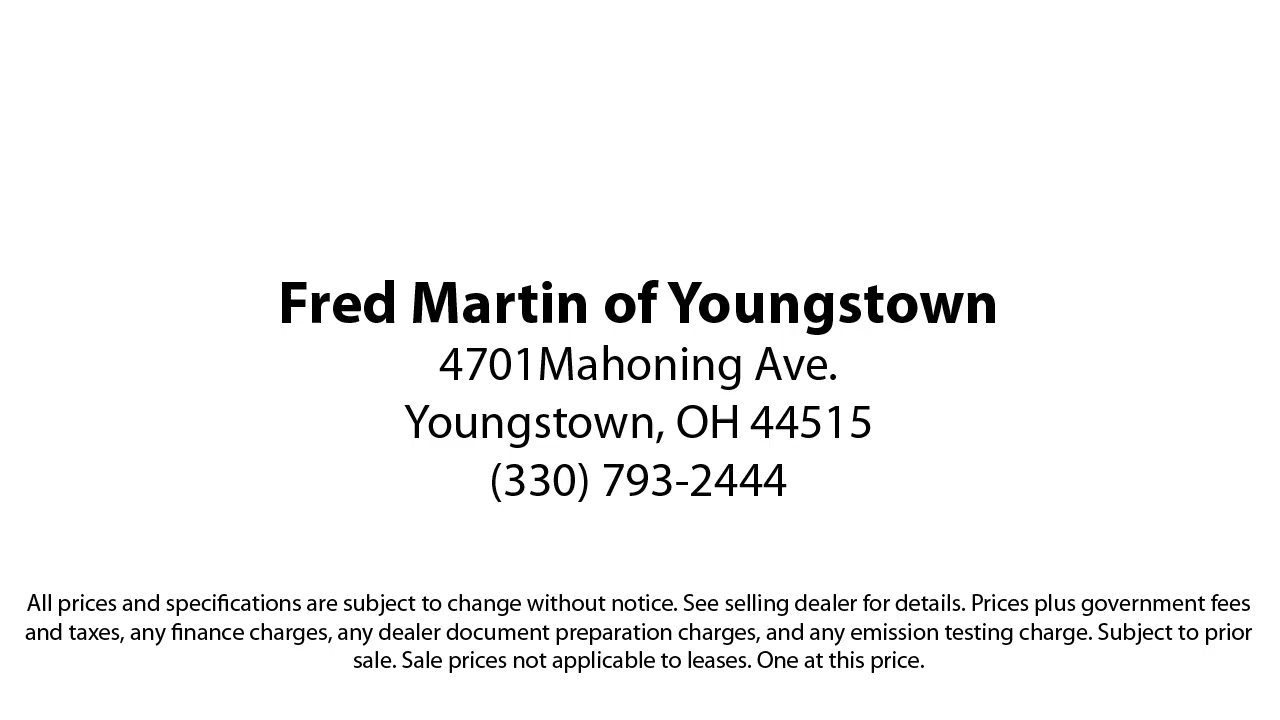 Fred Martin of Youngstown
4701Mahoning Ave.
Youngstown, OH 44515
(330) 793-2444
All prices and specifications are subject to change without notice. See selling dealer for details. Prices plus government fees
and taxes, any finance charges, any dealer document preparation charges, and any emission testing charge. Subject to prior
sale. Sale prices not applicable to leases. One at this price.